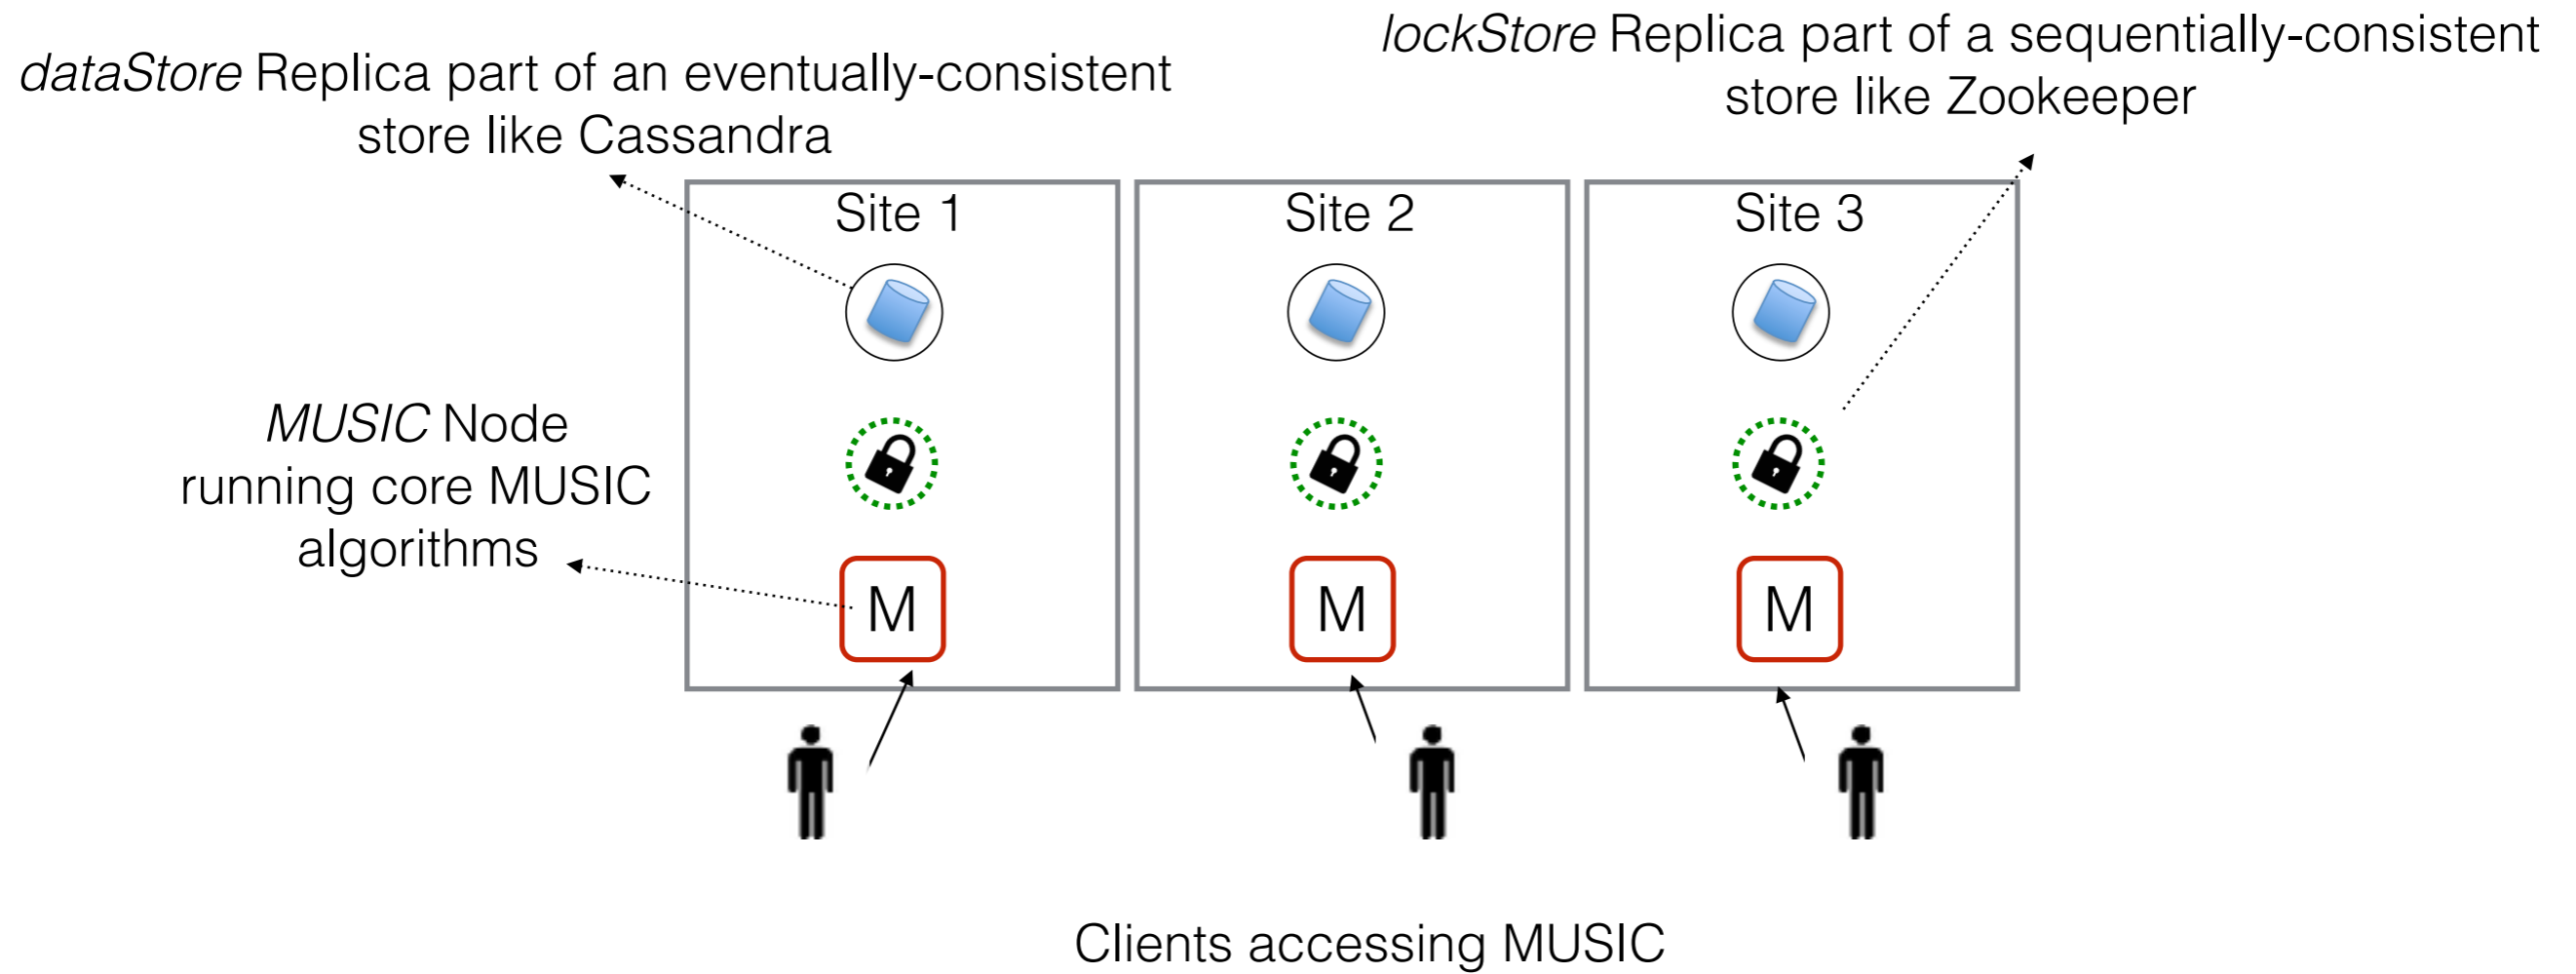 dataStore Replica part of an eventually-consistent
store like Cassandra
lockStore Replica part of a sequentially-consistent
store like Zookeeper
Site 1
Site 2
Site 3
MUSIC Node
running core MUSIC
algorithms
M
M
M
Clients accessing MUSIC